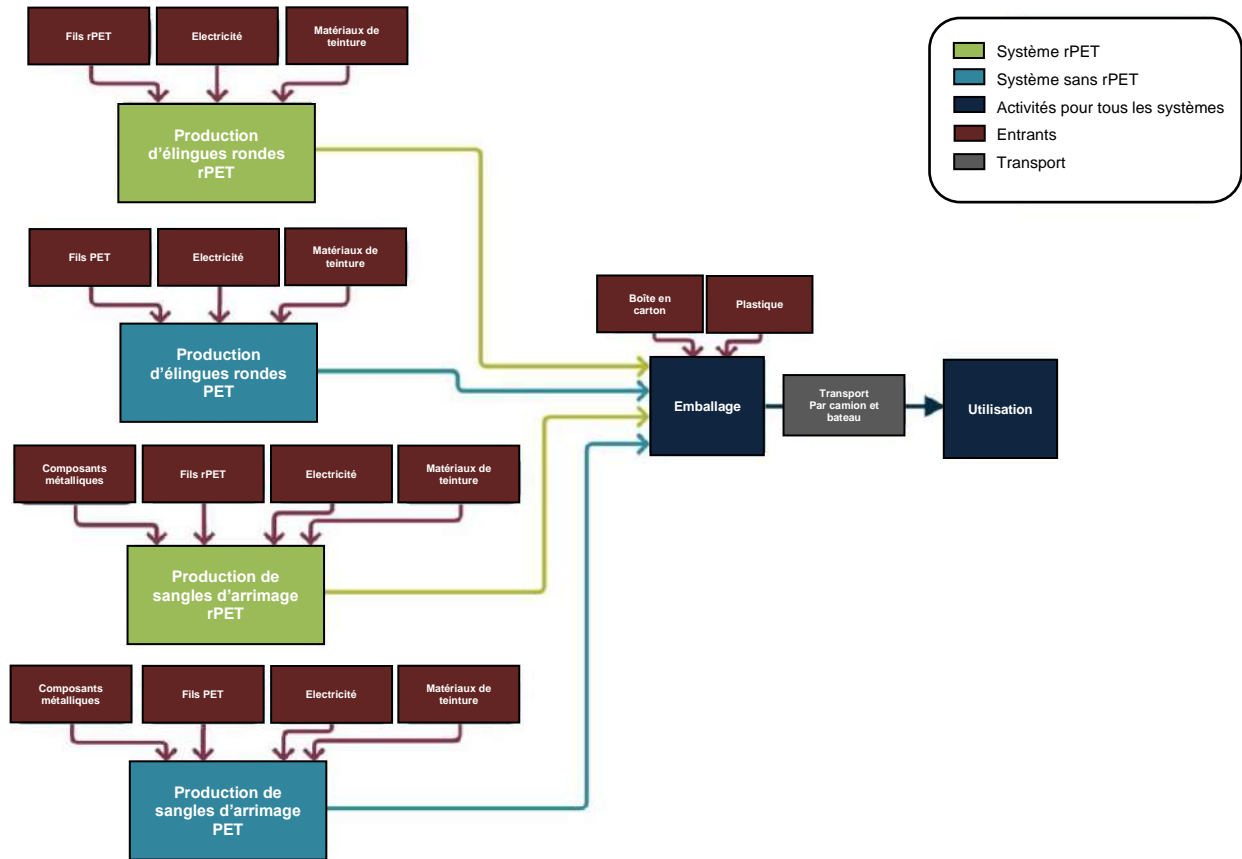 Fils rPET
Electricité
Matériaux de
teinture
Production
d'élingues rondes
rPET
Système rPET
Système sans rPET
Activités pour tous les systèmes
Entrants
Transport
Fils PET
Electricité
Matériaux de
teinture
Production
d'élingues rondes
PET
Boîte en
carton
Plastique
Emballage
Transport
Par camion et
bateau
Utilisation
Composants
métalliques
Fils rPET
Electricité
Matériaux de
teinture
Production de
sangles d'arrimage
rPET
Composants
métalliques
Fils PET
Electricité
Matériaux de
teinture
Production de
sangles d'arrimage
PET